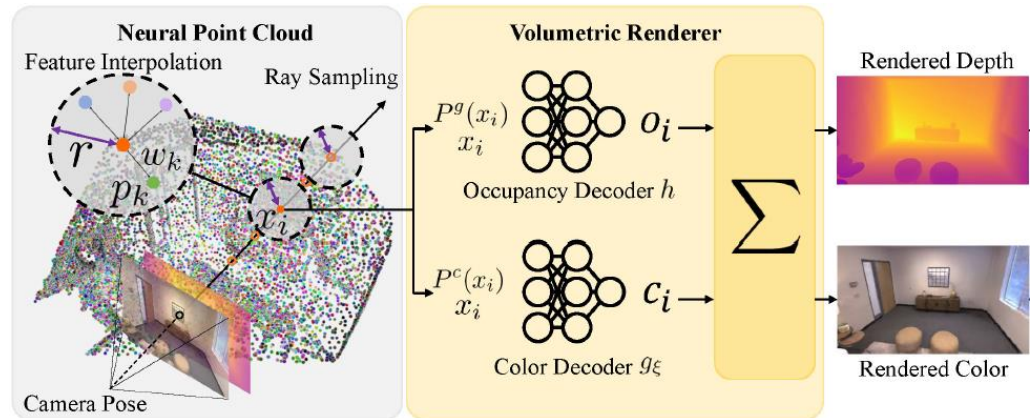 Neural Point Cloud
Feature Interpolation
Ray Sampling
r
w_k
p_k
x_i
Camera Pose
Volumetric Renderer
P^g(x_i)
x_i
o_i
Occupancy Decoder h
P^c(x_i)
x_i
c_i
Color Decoder g_ξ
Σ
Rendered Depth
Rendered Color